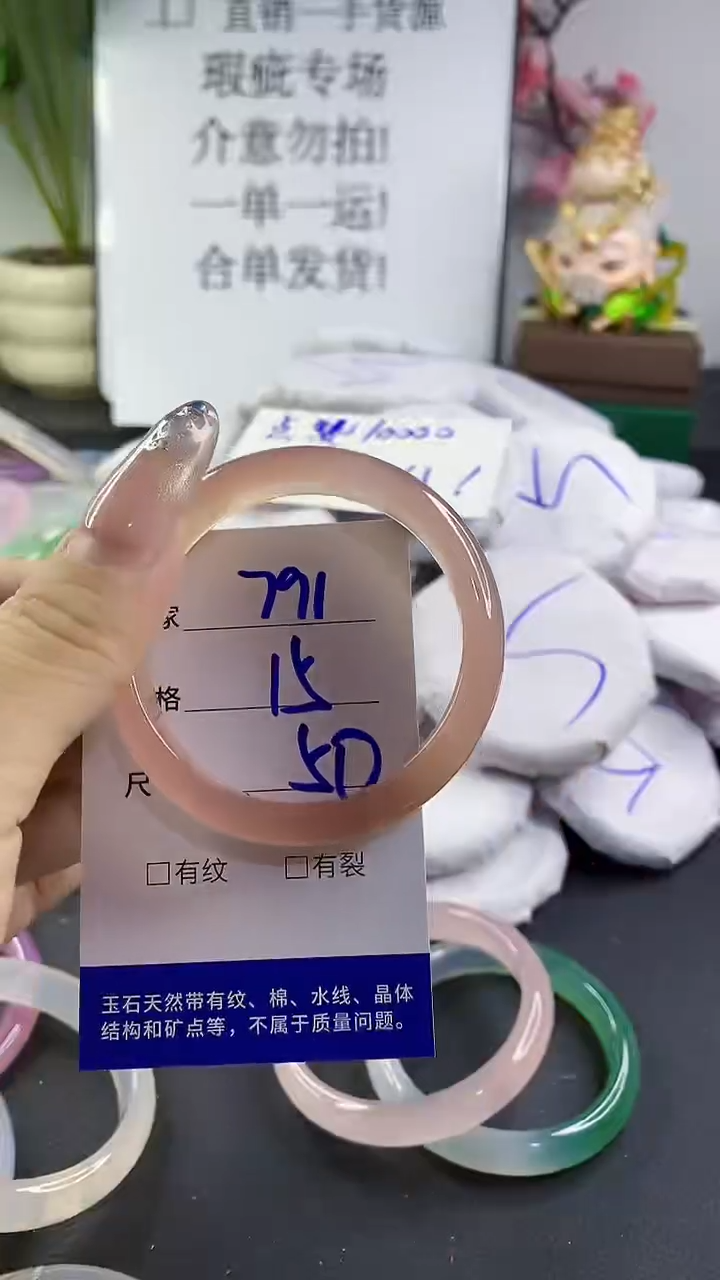 直销一手货源
瑕疵专场
介意勿拍!
一单一运!
合单发货!
家 791
格 15
尺 50
□有纹 □有裂
玉石天然带有纹、棉、水线、晶体
结构和矿点等，不属于质量问题。